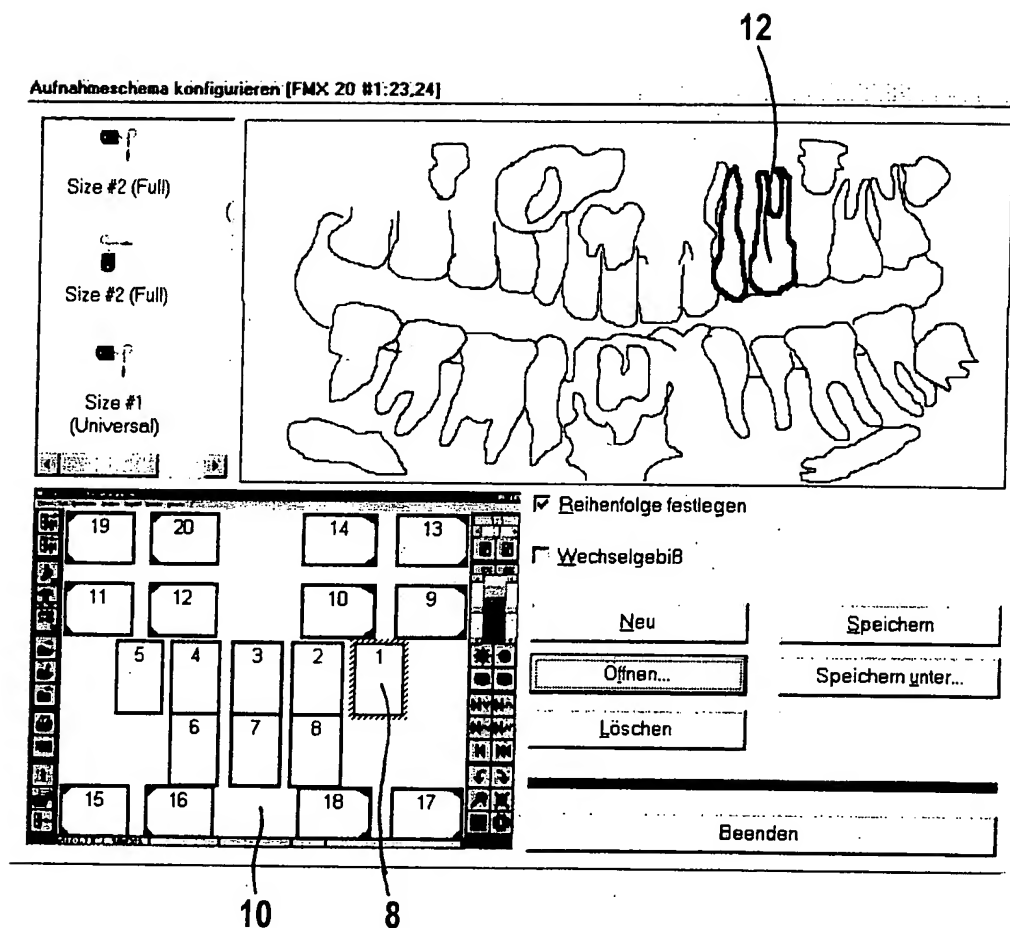 12
Aufnahmeschema konfigurieren [FMX 20 #1:23,24]
Size #2 (Full)
Size #2 (Full)
Size #1
(Universal)
Reihenfolge festlegen
Wechselgebiß
Neu
Speichern
Öffnen...
Speichern unter...
Löschen
Beenden
19 20 14 13
11 12 10 9
5 4 3 2 1
6 7 8
15 16 18 17
10 8